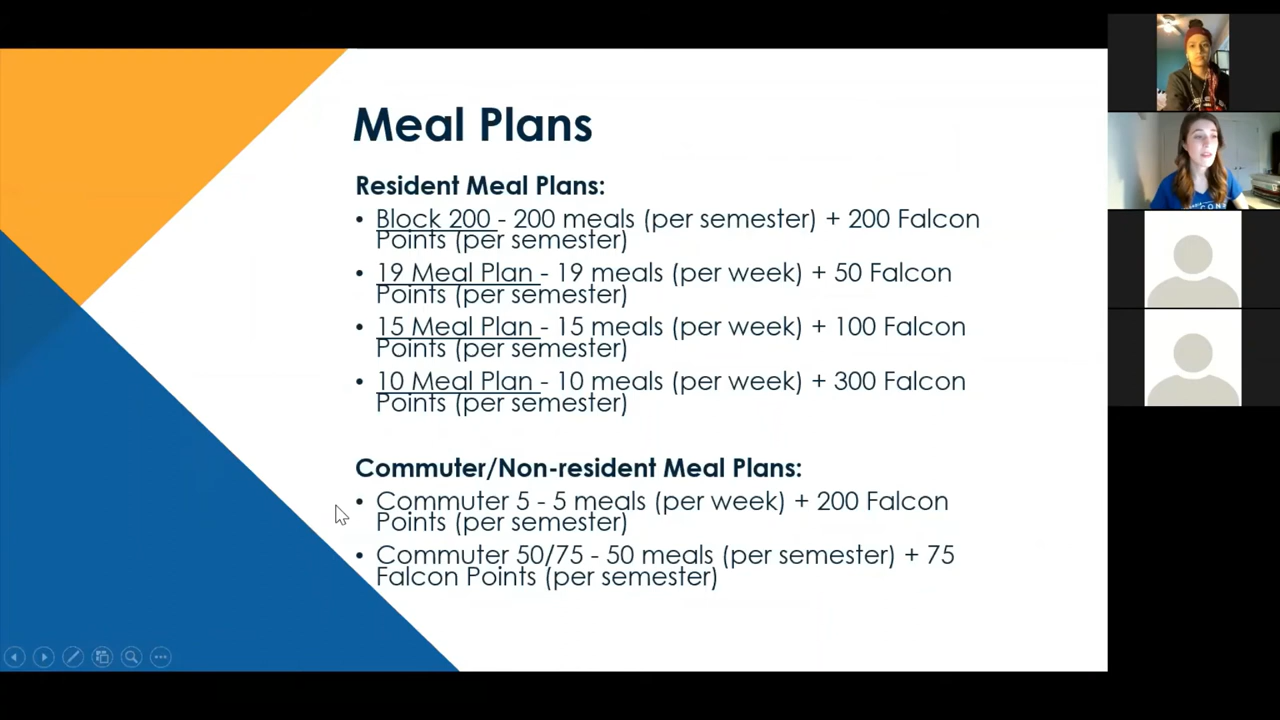 Meal Plans
Resident Meal Plans:
• Block 200 - 200 meals (per semester) + 200 Falcon
Points (per semester)
• 19 Meal Plan - 19 meals (per week) + 50 Falcon
Points (per semester)
• 15 Meal Plan - 15 meals (per week) + 100 Falcon
Points (per semester)
• 10 Meal Plan - 10 meals (per week) + 300 Falcon
Points (per semester)
Commuter/Non-resident Meal Plans:
• Commuter 5 - 5 meals (per week) + 200 Falcon
Points (per semester)
• Commuter 50/75 - 50 meals (per semester) + 75
Falcon Points (per semester)